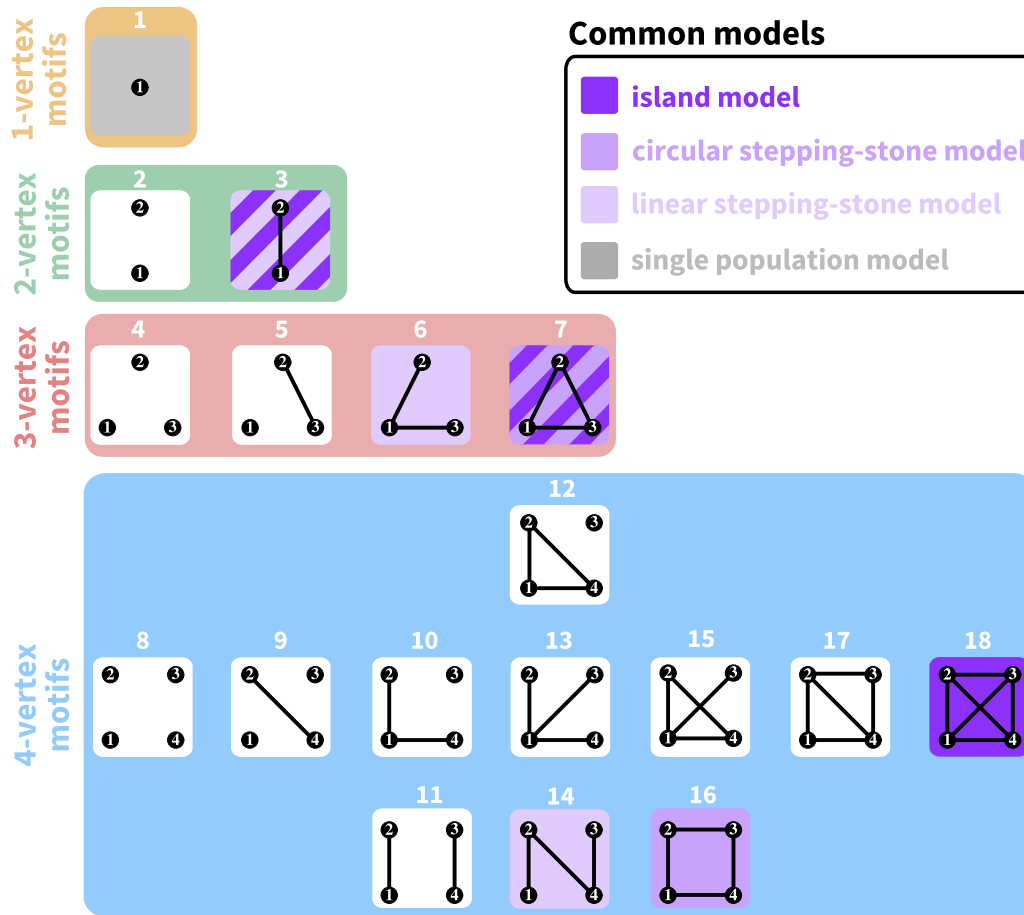 1-vertex
motifs
1
1
Common models
island model
circular stepping-stone model
linear stepping-stone model
single population model
2-vertex
motifs
2 3
2 2
1 1
3-vertex
motifs
4 5 6 7
2 2 2 2
1 3 1 3 1 3 1 3
4-vertex
motifs
12
2 3
1 4
8 9 10 13 15 17 18
2 3 2 3 2 3 2 3 2 3 2 3 2 3
1 4 1 4 1 4 1 4 1 4 1 4 1 4
11 14 16
2 3 2 3 2 3
1 4 1 4 1 4